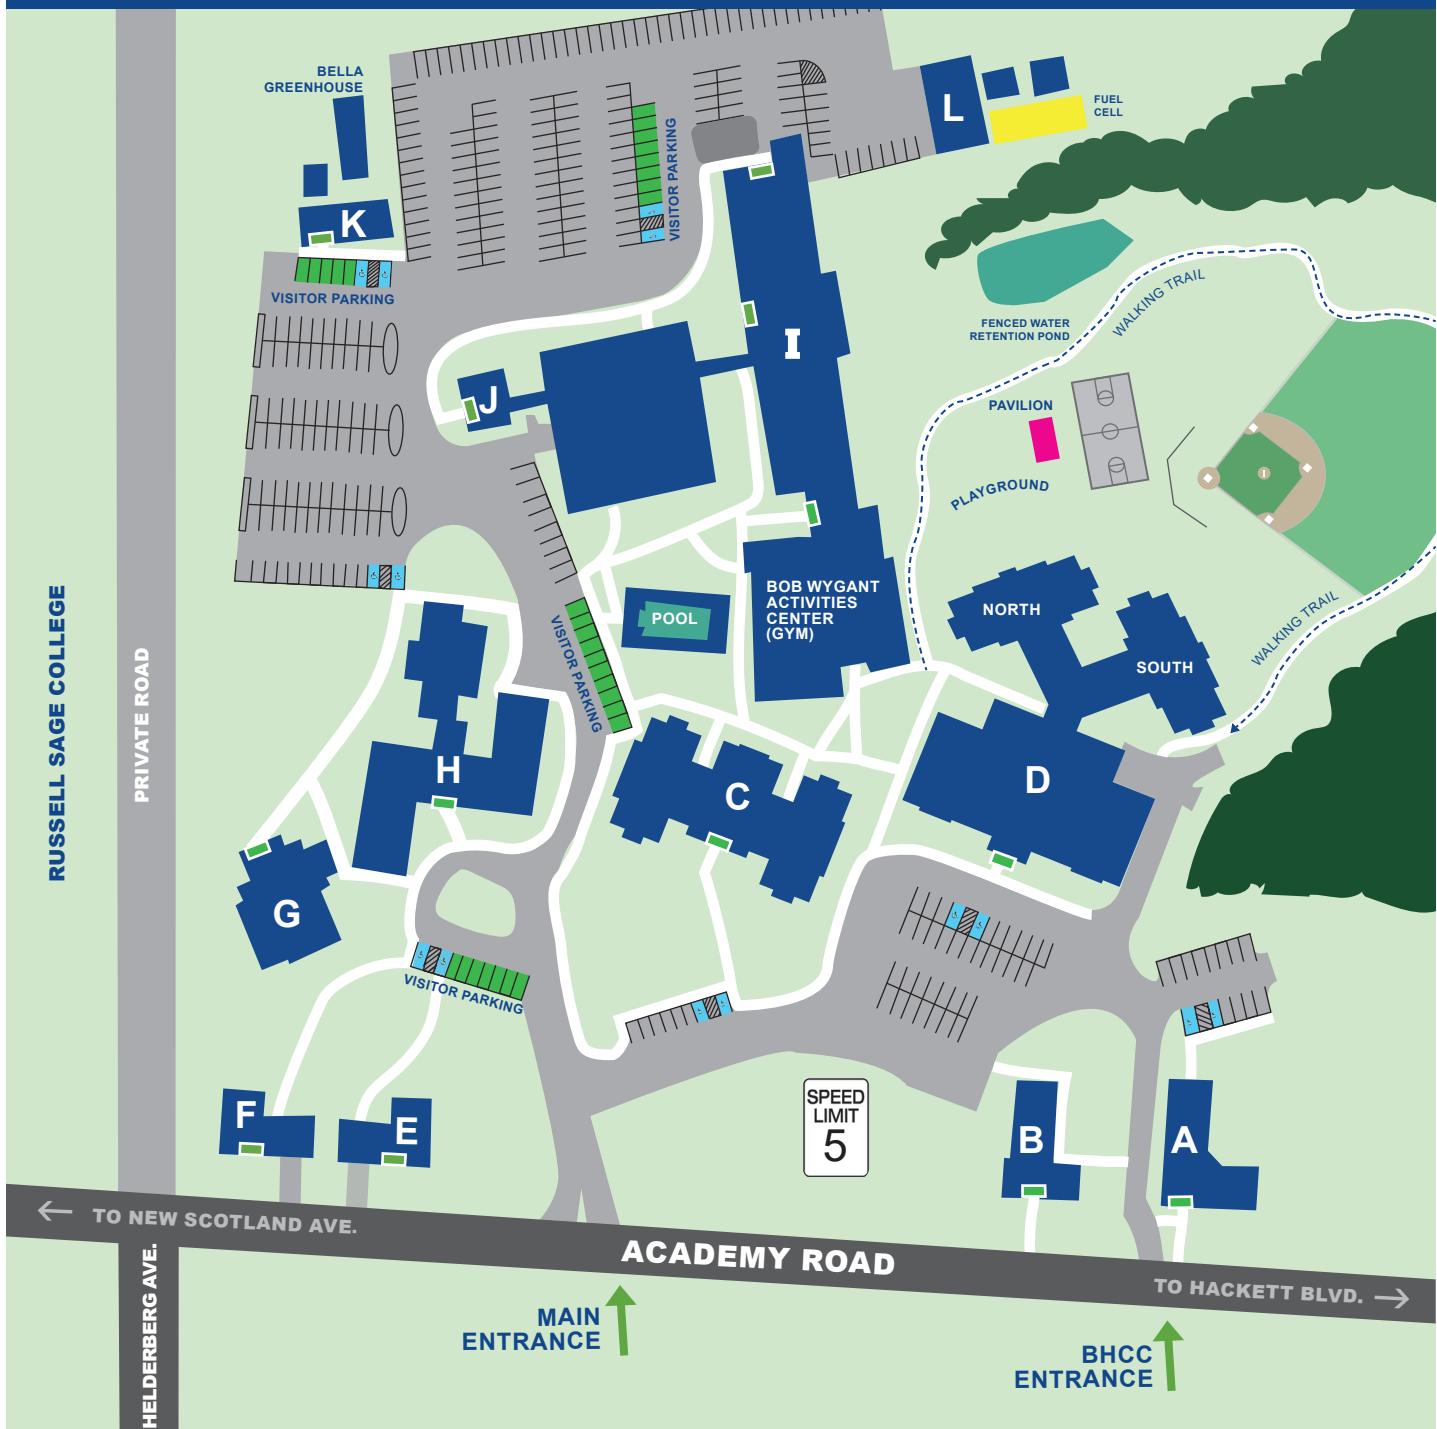 BELLA
GREENHOUSE
L
FUEL
CELL
VISITOR PARKING
K
VISITOR PARKING
WALKING TRAIL
FENCED WATER
RETENTION POND
I
J
PAVILION
PLAYGROUND
BOB WYGANT
ACTIVITIES
CENTER
(GYM)
NORTH
POOL
SOUTH
WALKING TRAIL
VISITOR PARKING
RUSSELL SAGE COLLEGE
PRIVATE ROAD
H
C
D
G
VISITOR PARKING
SPEED
LIMIT
5
F
E
B
A
TO NEW SCOTLAND AVE.
ACADEMY ROAD
TO HACKETT BLVD.
HELDERBERG AVE.
MAIN
ENTRANCE
BHCC
ENTRANCE